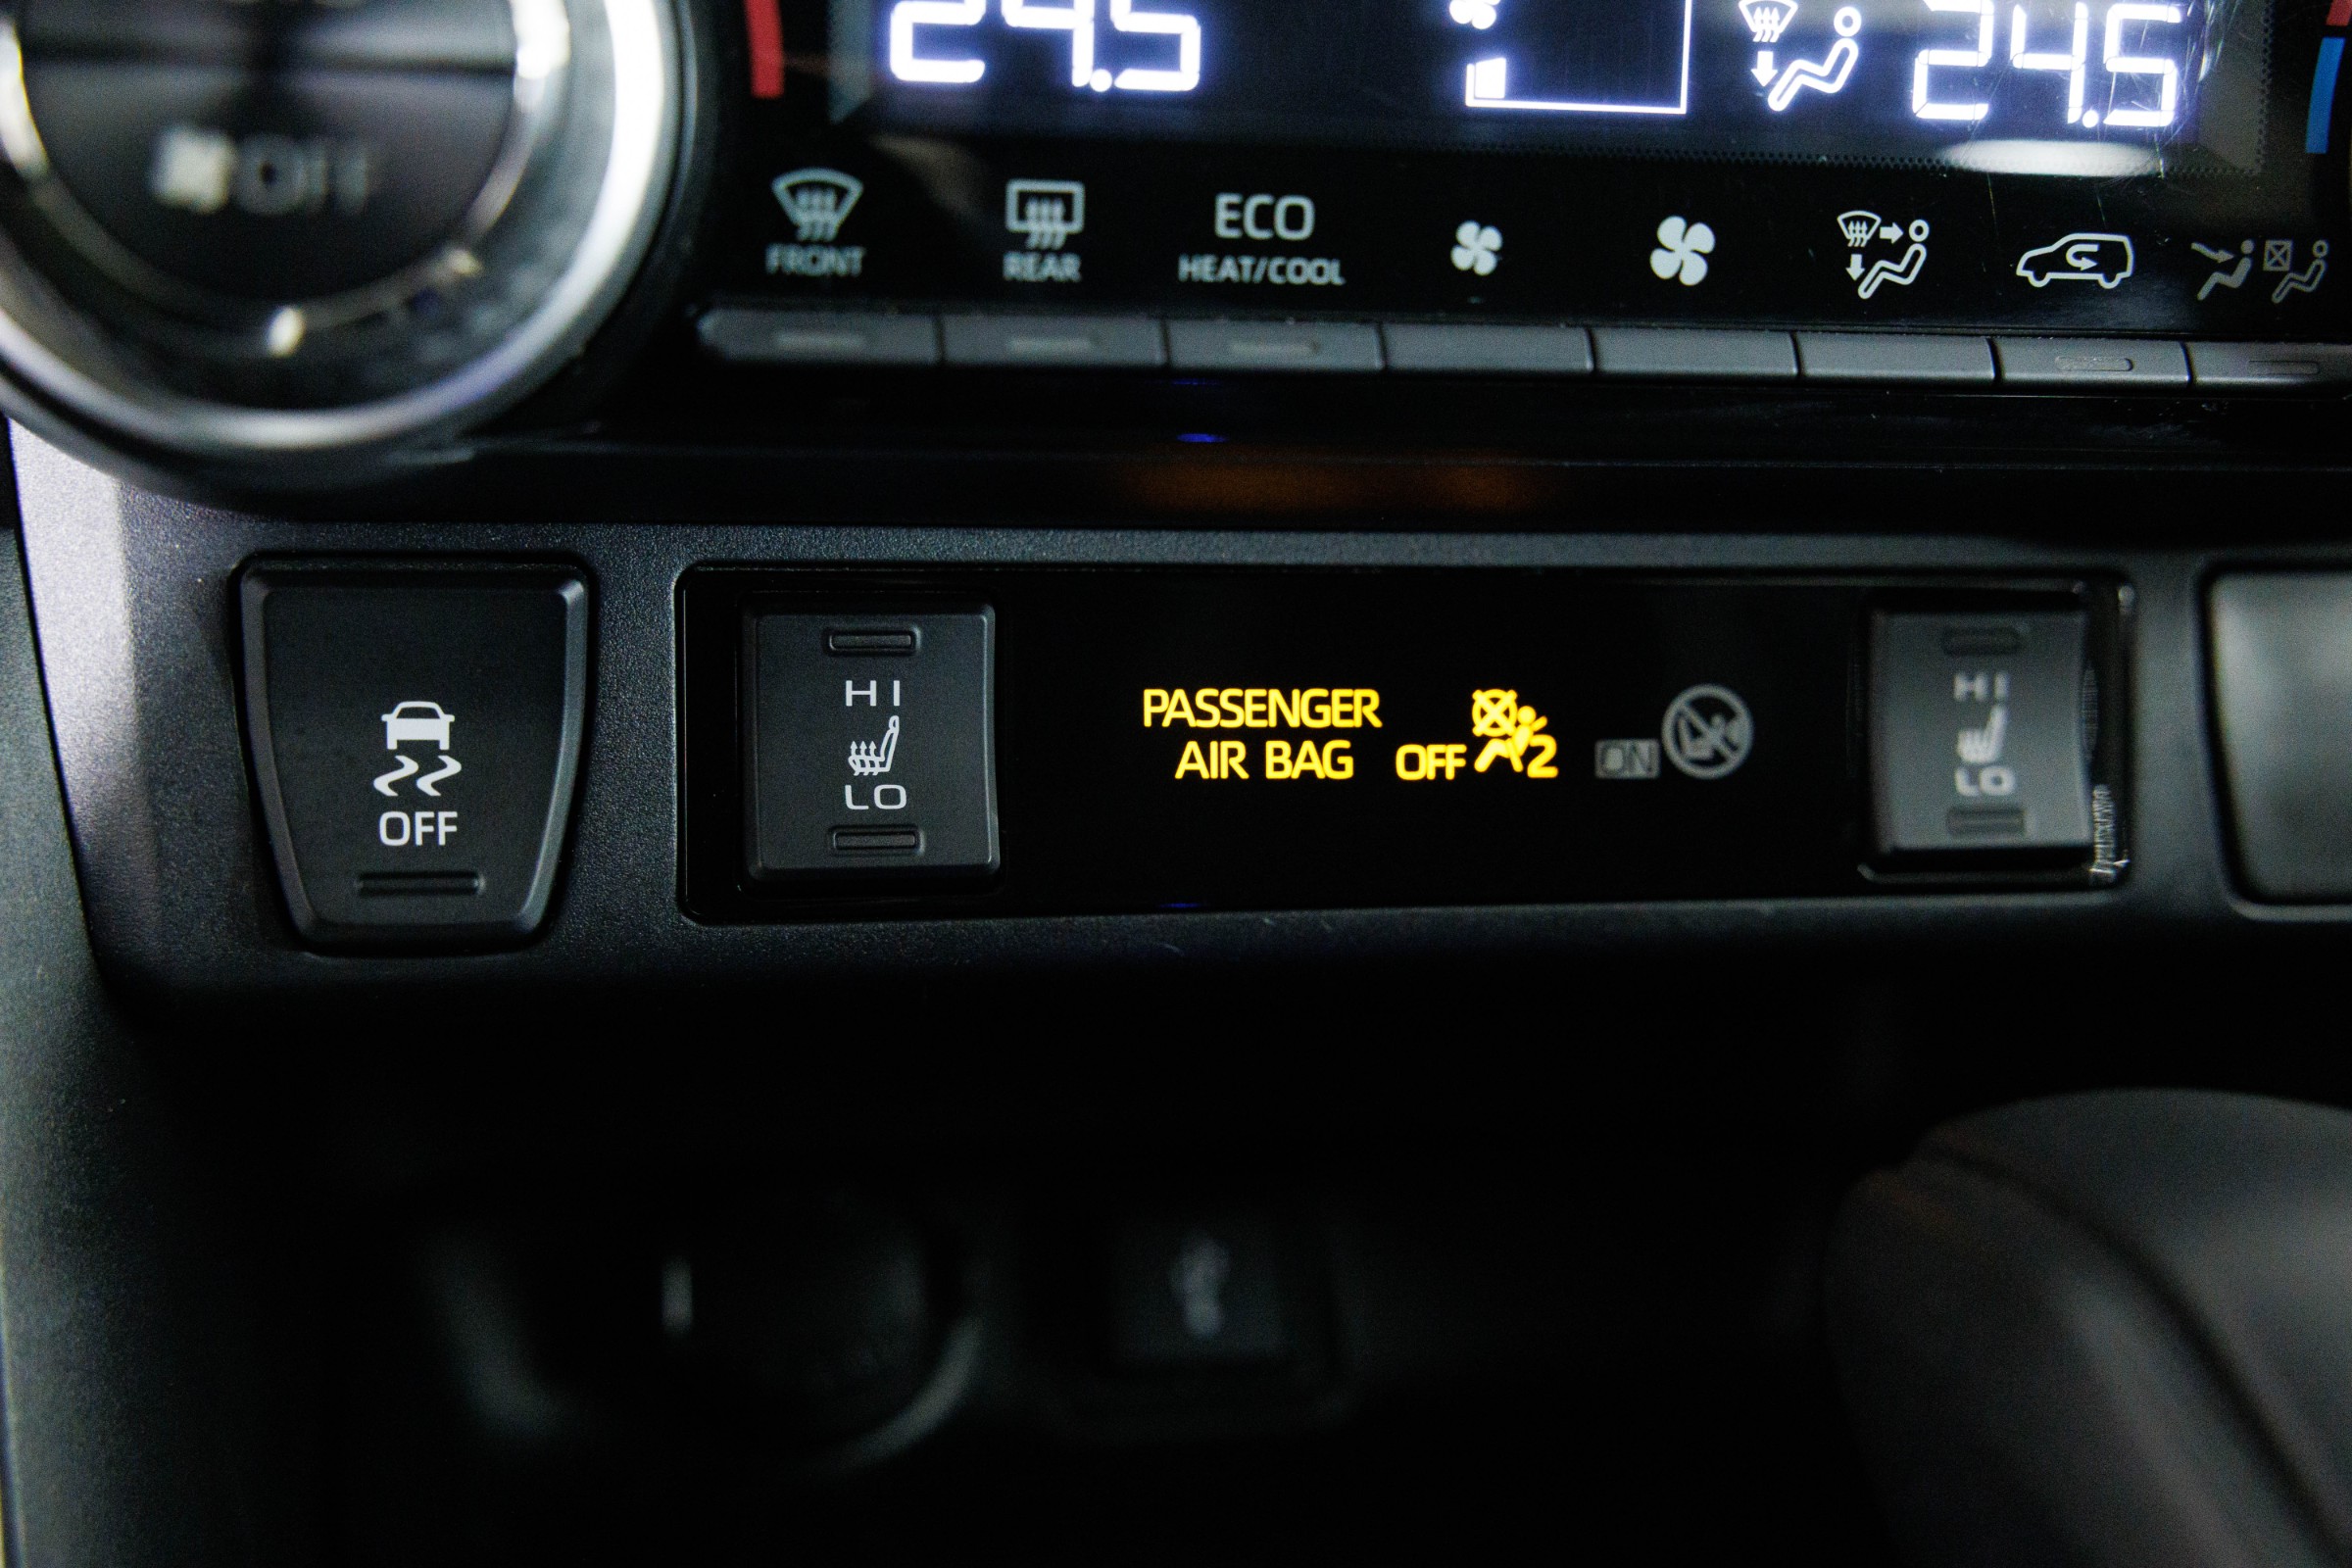 24.5
24.5
OFF
FRONT
REAR
ECO
HEAT/COOL
OFF
HI
LO
PASSENGER
AIR BAG
OFF
2
ON
HI
LO